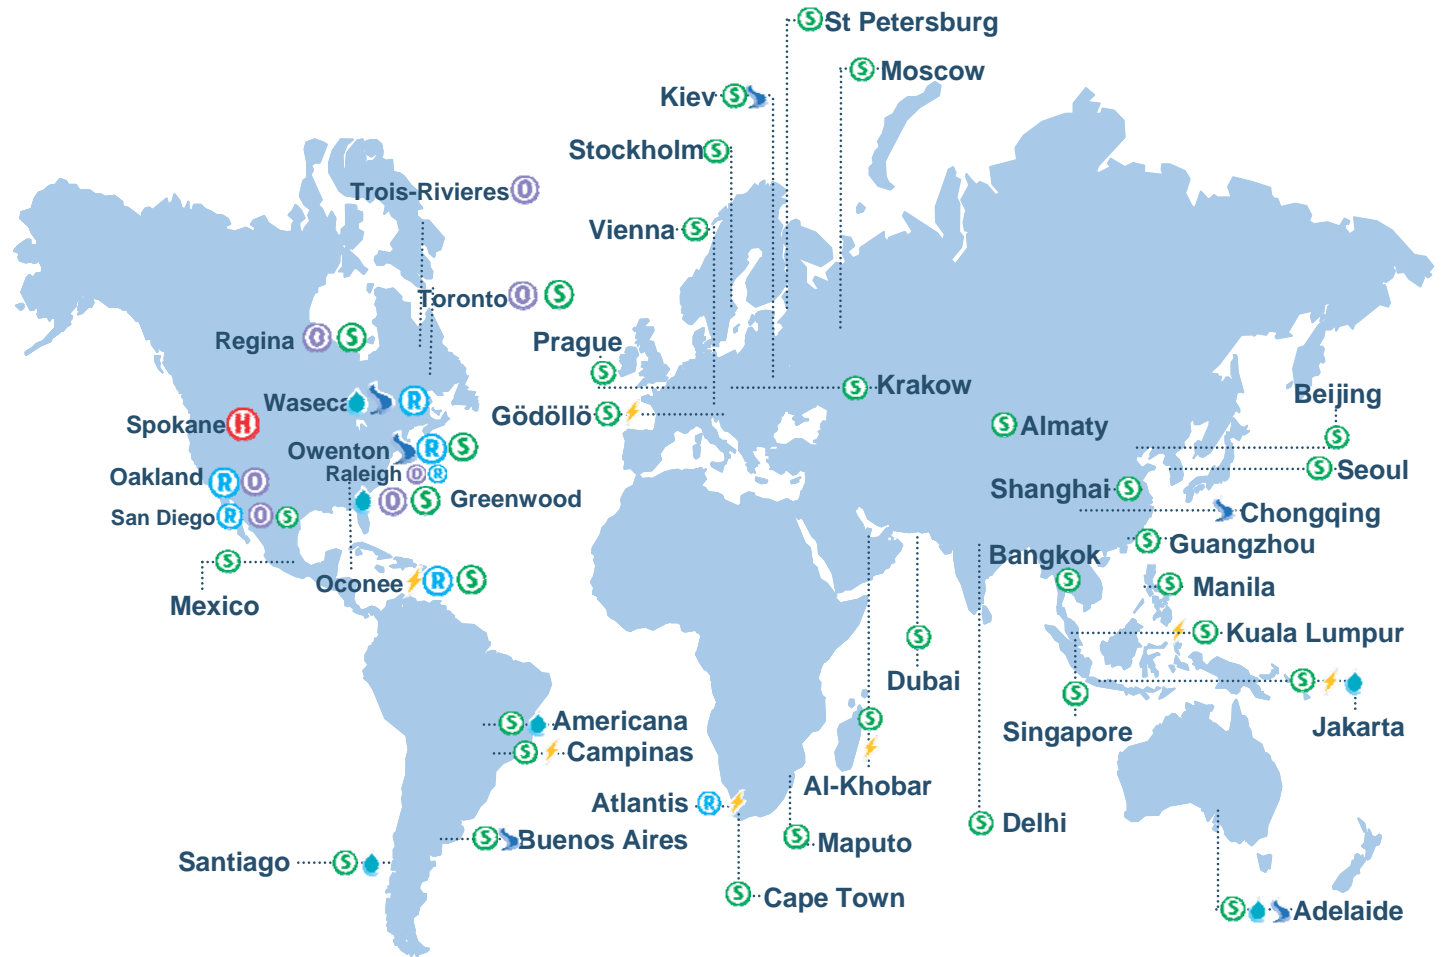 S St Petersburg
S Moscow
Kiev S
Stockholm S
Trois-Rivieres O
Vienna S
Toronto O S
Regina O S
Prague
S
S Krakow
Waseca R
Beijing
S
Spokane H
Gödöllö S
S Almaty
Owenton R S
Raleigh O R
S Seoul
Oakland R O
Shanghai S
O S Greenwood
San Diego R O S
Chongqing
S Guangzhou
Bangkok
S
S
Mexico
Oconee R S
S Manila
S Kuala Lumpur
S
Dubai
S
Jakarta
S
Singapore
S Americana
S Campinas
S
Al-Khobar
Atlantis R
S Delhi
S Maputo
S Buenos Aires
Santiago S
S Cape Town
S Adelaide